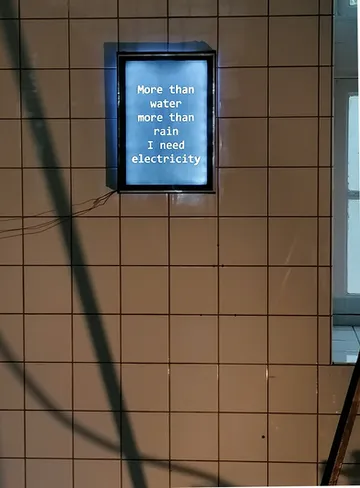 More than
water
more than
rain
I need
electricity